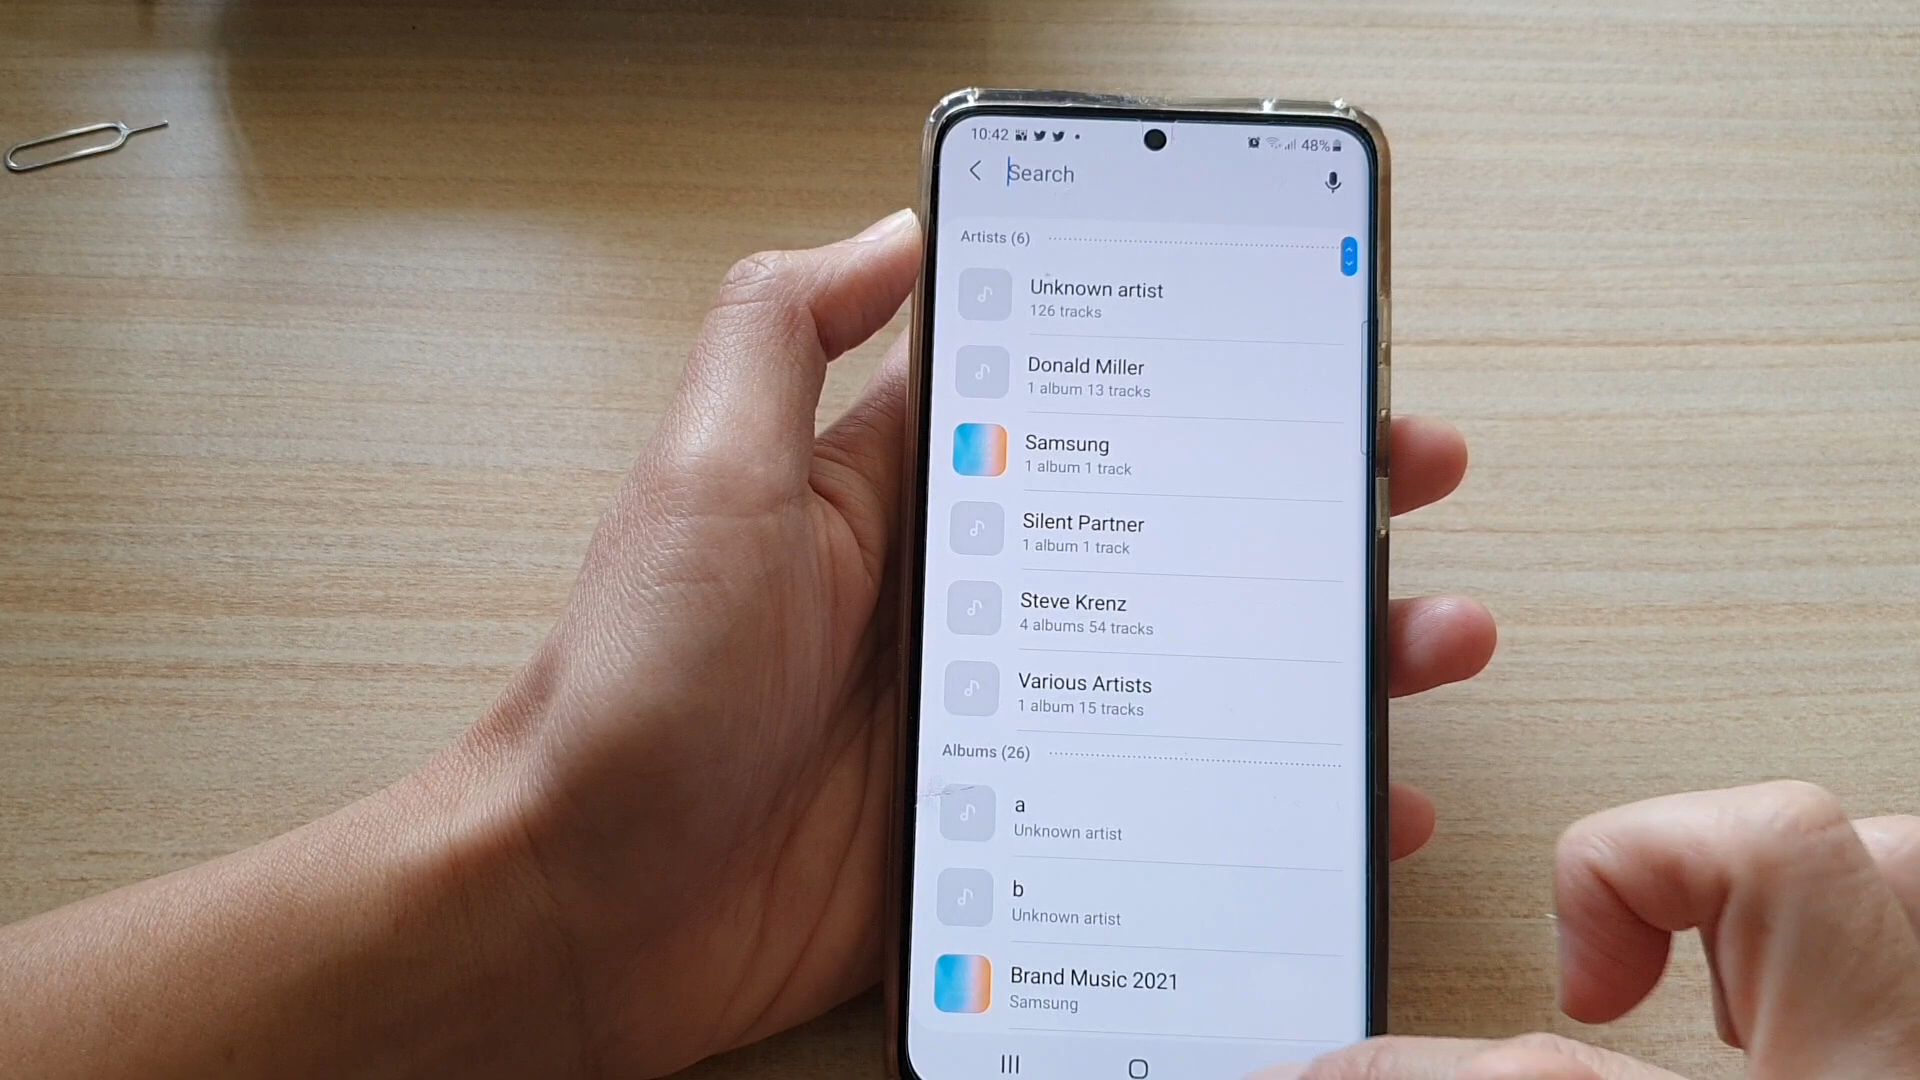 10:42
48%
Search
Artists (6)
Unknown artist
126 tracks
Donald Miller
1 album 13 tracks
Samsung
1 album 1 track
Silent Partner
1 album 1 track
Steve Krenz
4 albums 54 tracks
Various Artists
1 album 15 tracks
Albums (26)
a
Unknown artist
b
Unknown artist
Brand Music 2021
Samsung